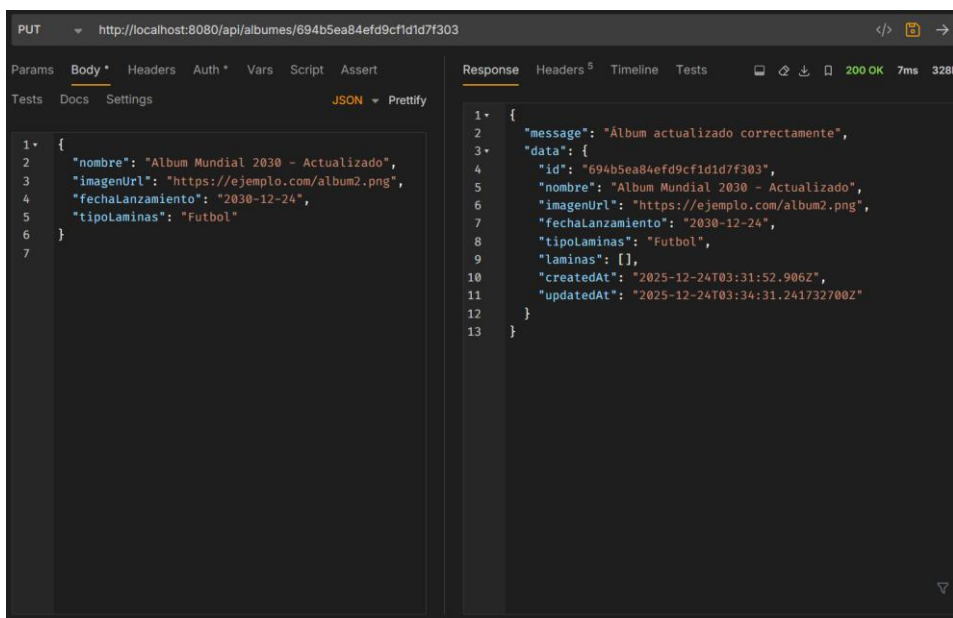 PUT http://localhost:8080/api/albumes/694b5ea84efd9cf1d1d7f303
Params Body * Headers Auth * Vars Script Assert
Tests Docs Settings JSON Prettify
1 {
2 "nombre": "Album Mundial 2030 - Actualizado",
3 "imagenUrl": "https://ejemplo.com/album2.png",
4 "fechaLanzamiento": "2030-12-24",
5 "tipoLaminas": "Futbol"
6 }
7
Response Headers 5 Timeline Tests 200 OK 7ms 328
1 {
2 "message": "Álbum actualizado correctamente",
3 "data": {
4 "id": "694b5ea84efd9cf1d1d7f303",
5 "nombre": "Album Mundial 2030 - Actualizado",
6 "imagenUrl": "https://ejemplo.com/album2.png",
7 "fechaLanzamiento": "2030-12-24",
8 "tipoLaminas": "Futbol",
9 "laminas": [],
10 "createdAt": "2025-12-24T03:31:52.906Z",
11 "updatedAt": "2025-12-24T03:34:31.241732700Z"
12 }
13 }